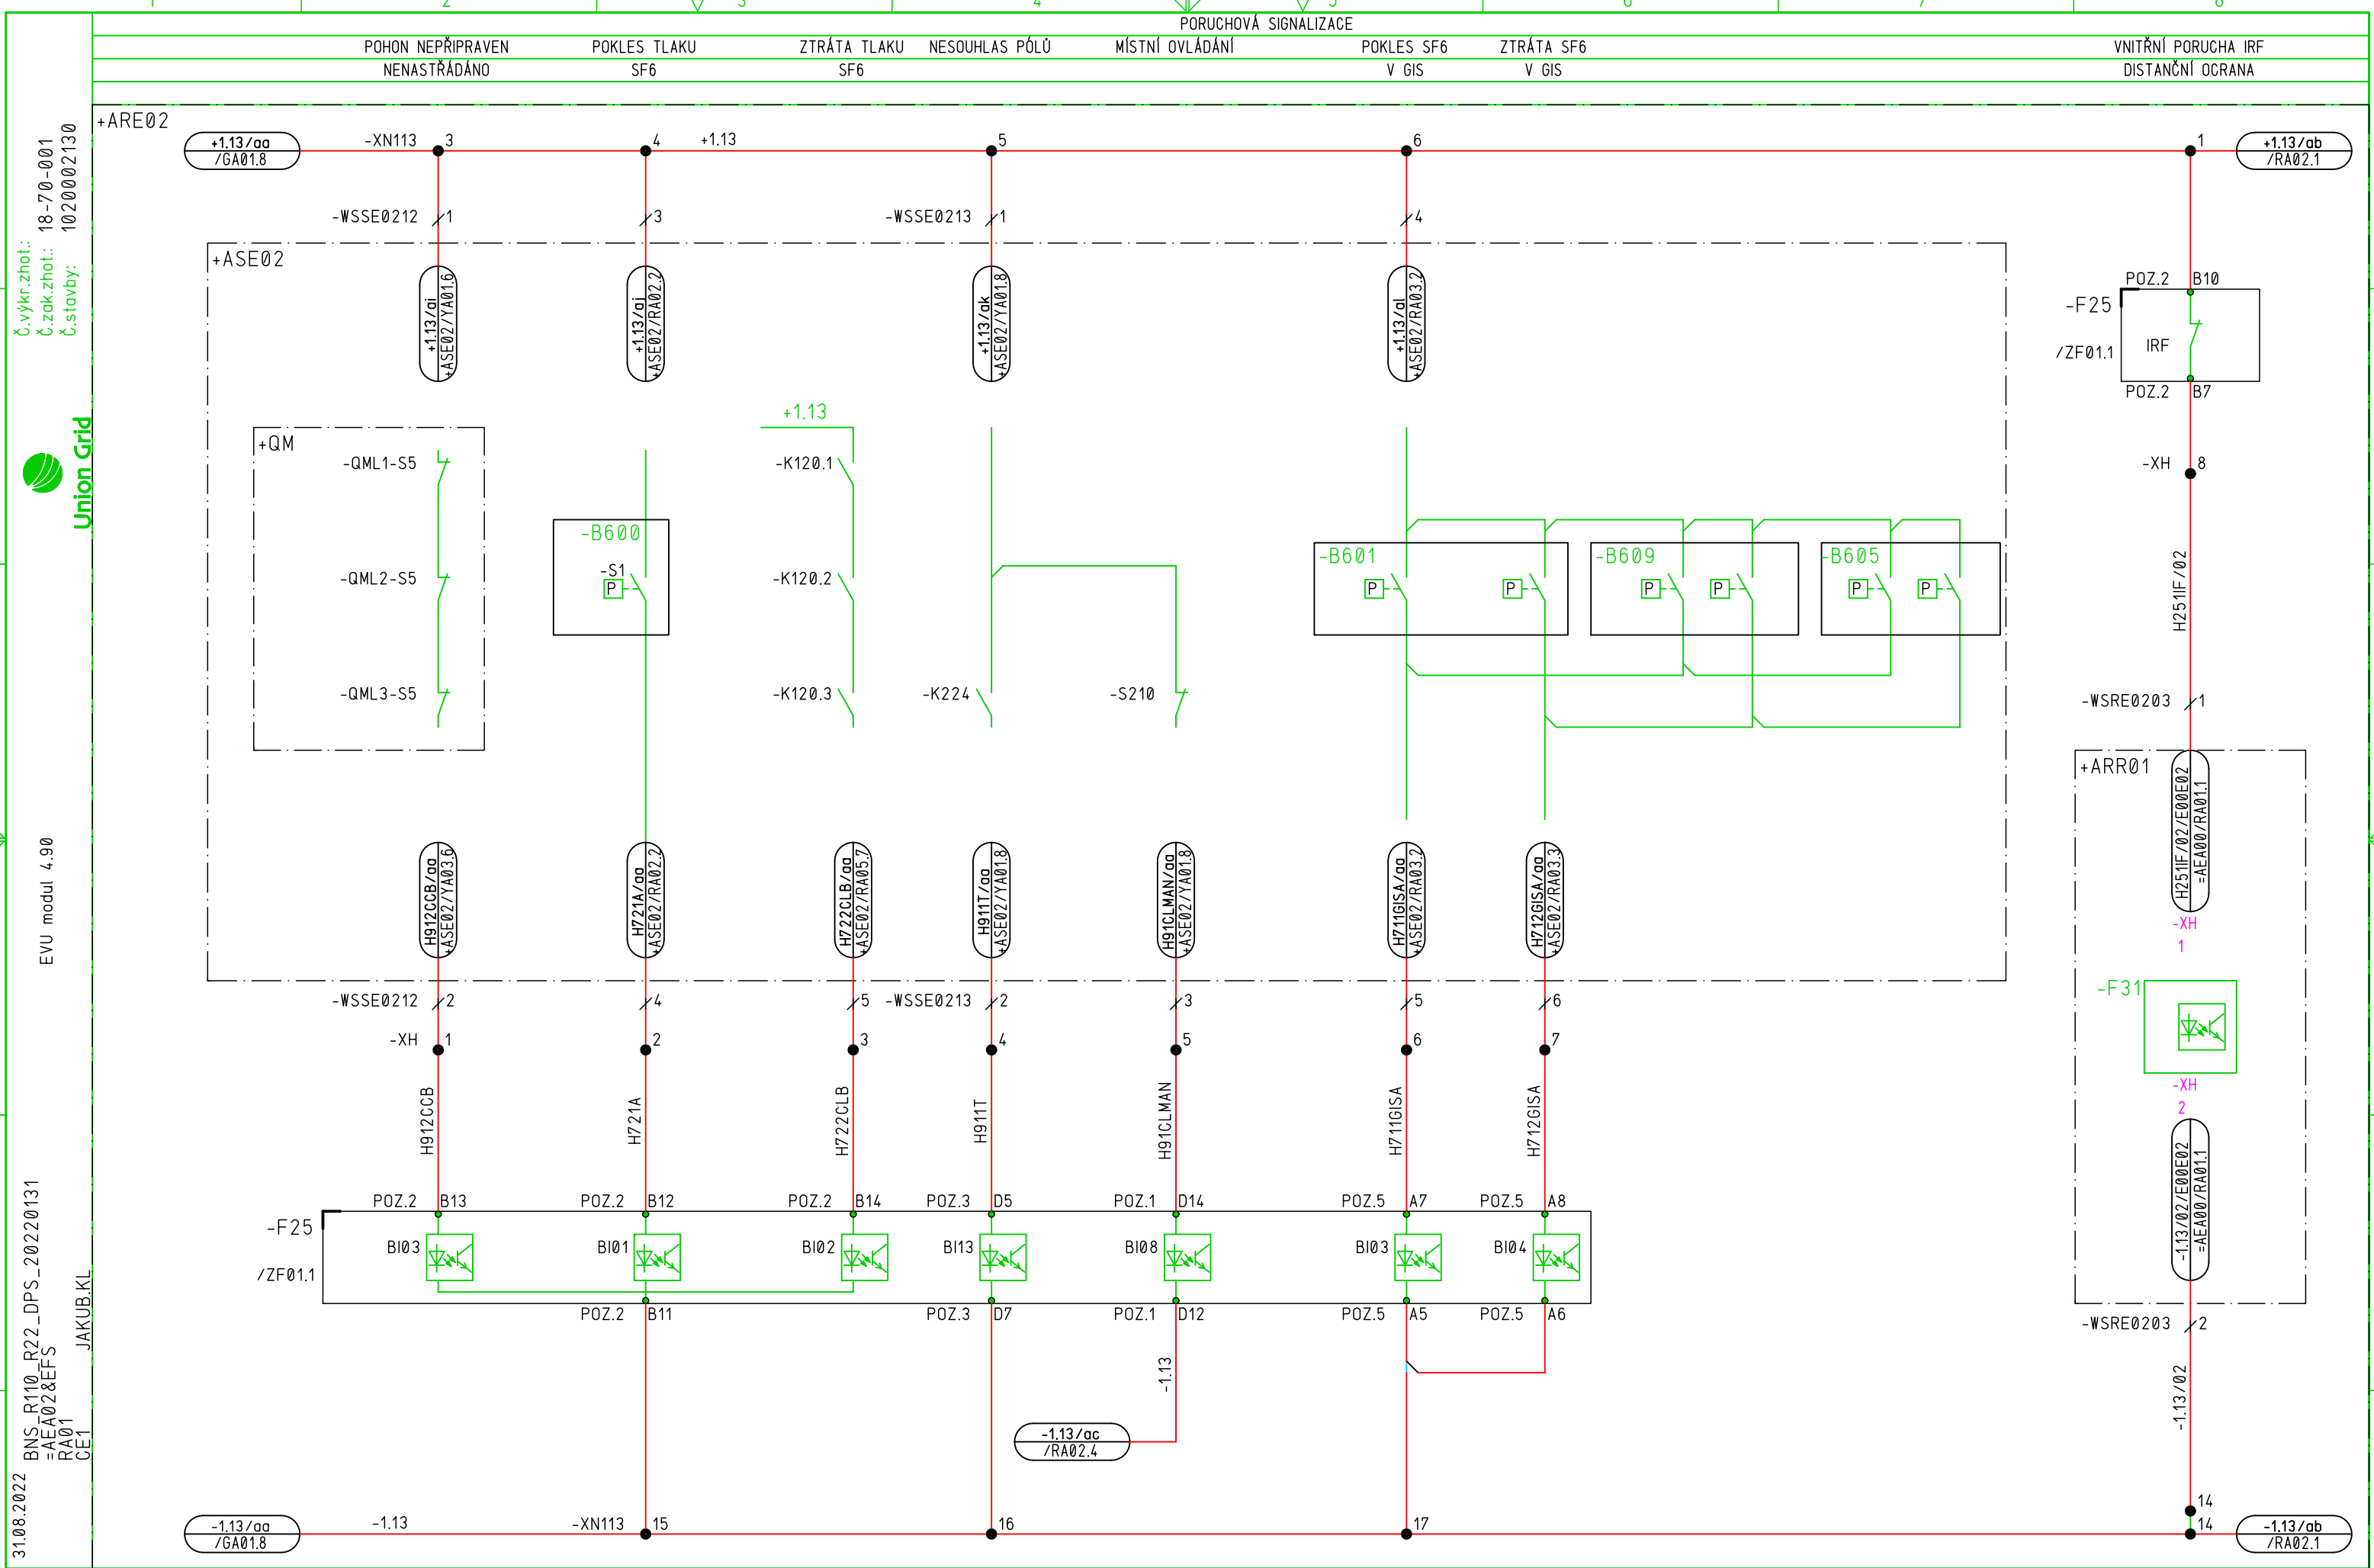 1 2 3 4 5 6 7 8
PORUCHOVÁ SIGNALIZACE
POHON NEPŘIPRAVEN POKLES TLAKU ZTRÁTA TLAKU NESOUHLAS PÓLŮ MÍSTNÍ OVLÁDÁNÍ POKLES SF6 ZTRÁTA SF6 VNITŘNÍ PORUCHA IRF
NENASTŘÁDÁNO SF6 SF6 V GIS V GIS DISTANČNÍ OCRANA
+ARE02
+1.13/aa
/GA01.8
-XN113 3 4 +1.13 5 6 1
+1.13/ab
/RA02.1
-WSSE0212 1 3 -WSSE0213 1 4
+ASE02
+1.13/ai
+ASE02/YA01.6
+1.13/aj
+ASE02/RA02.2
+1.13/ak
+ASE02/YA01.8
+1.13/al
+ASE02/RA03.2
POZ.2 B10
-F25
/ZF01.1
IRF
POZ.2 B7
+1.13
+QM
-QML1-S5
-K120.1
-XH 8
-B600
-B601
-B609
-B605
-S1
-QML2-S5
P
-K120.2
P P P P P P
H251IF/02
-QML3-S5
-K120.3
-K224
-S210
-WSRE0203 1
+ARR01
H251IF/02/E00E02
=AEA00/RA01.1
H912CCB/aa
+ASE02/YA03.6
H721A/aa
+ASE02/RA02.2
H722CLB/aa
+ASE02/RA05.7
H911T/aa
+ASE02/YA01.8
H91CLMAN/aa
+ASE02/YA01.8
H711GISA/aa
+ASE02/RA03.2
H712GISA/aa
+ASE02/RA03.3
-XH
1
-F31
-WSSE0212 2 4 5 -WSSE0213 2 3 5 6
-XH 1 2 3 4 5 6 7
-XH
2
H912CCB
H721A
H722CLB
H911T
H91CLMAN
H711GISA
H712GISA
-1.13/02/E00E02
=AEA00/RA01.1
POZ.2 B13 POZ.2 B12 POZ.2 B14 POZ.3 D5 POZ.1 D14 POZ.5 A7 POZ.5 A8
-F25
/ZF01.1
BI03 BI01 BI02 BI13 BI08 BI03 BI04
POZ.2 B11 POZ.3 D7 POZ.1 D12 POZ.5 A5 POZ.5 A6
-WSRE0203 2
-1.13
-1.13/02
-1.13/ac
/RA02.4
14
-1.13/aa
/GA01.8
-1.13 -XN113 15 16 17 14
-1.13/ab
/RA02.1
Č.výkr.zhot.:
Č.zak.zhot.: 18-70-001
Č.stavby: 1020002130
Union Grid
EVU modul 4.90
BNS_R110_R22_DPS_20220131
=AEA02&EFS
RA01
CE1 JAKUB.KL
31.08.2022